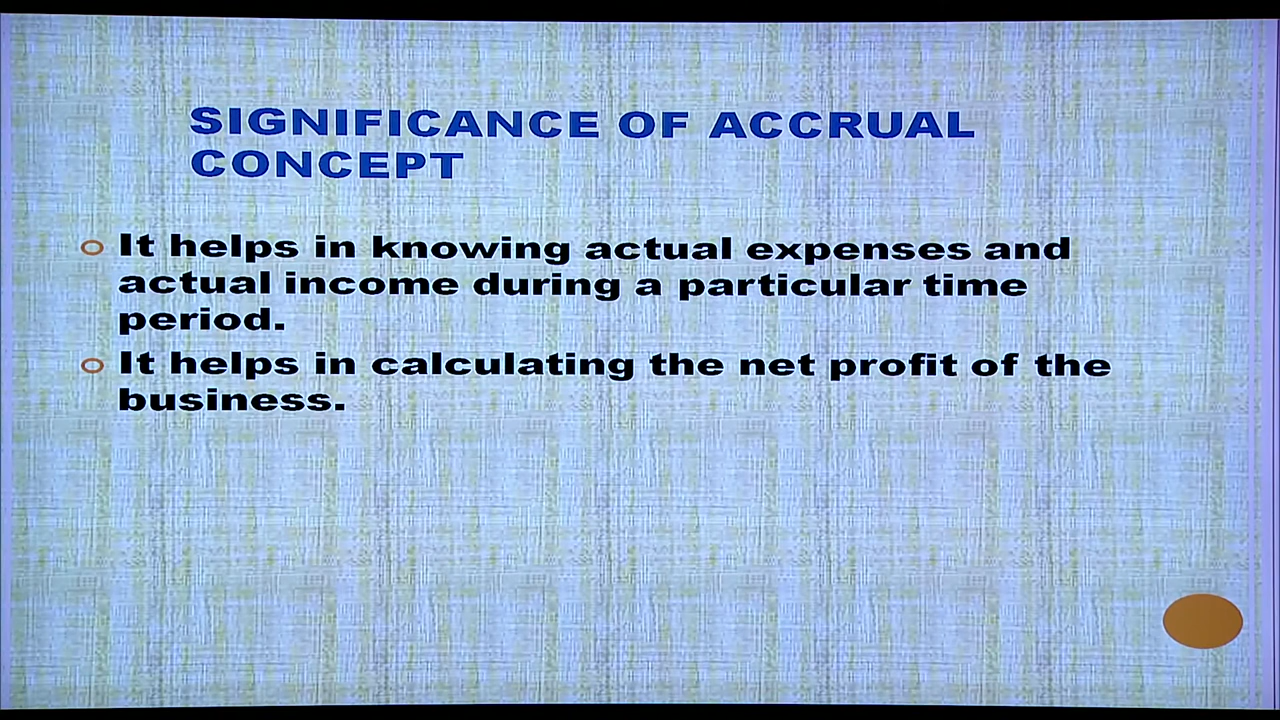 SIGNIFICANCE OF ACCRUAL
CONCEPT
It helps in knowing actual expenses and
actual income during a particular time
period.
It helps in calculating the net profit of the
business.